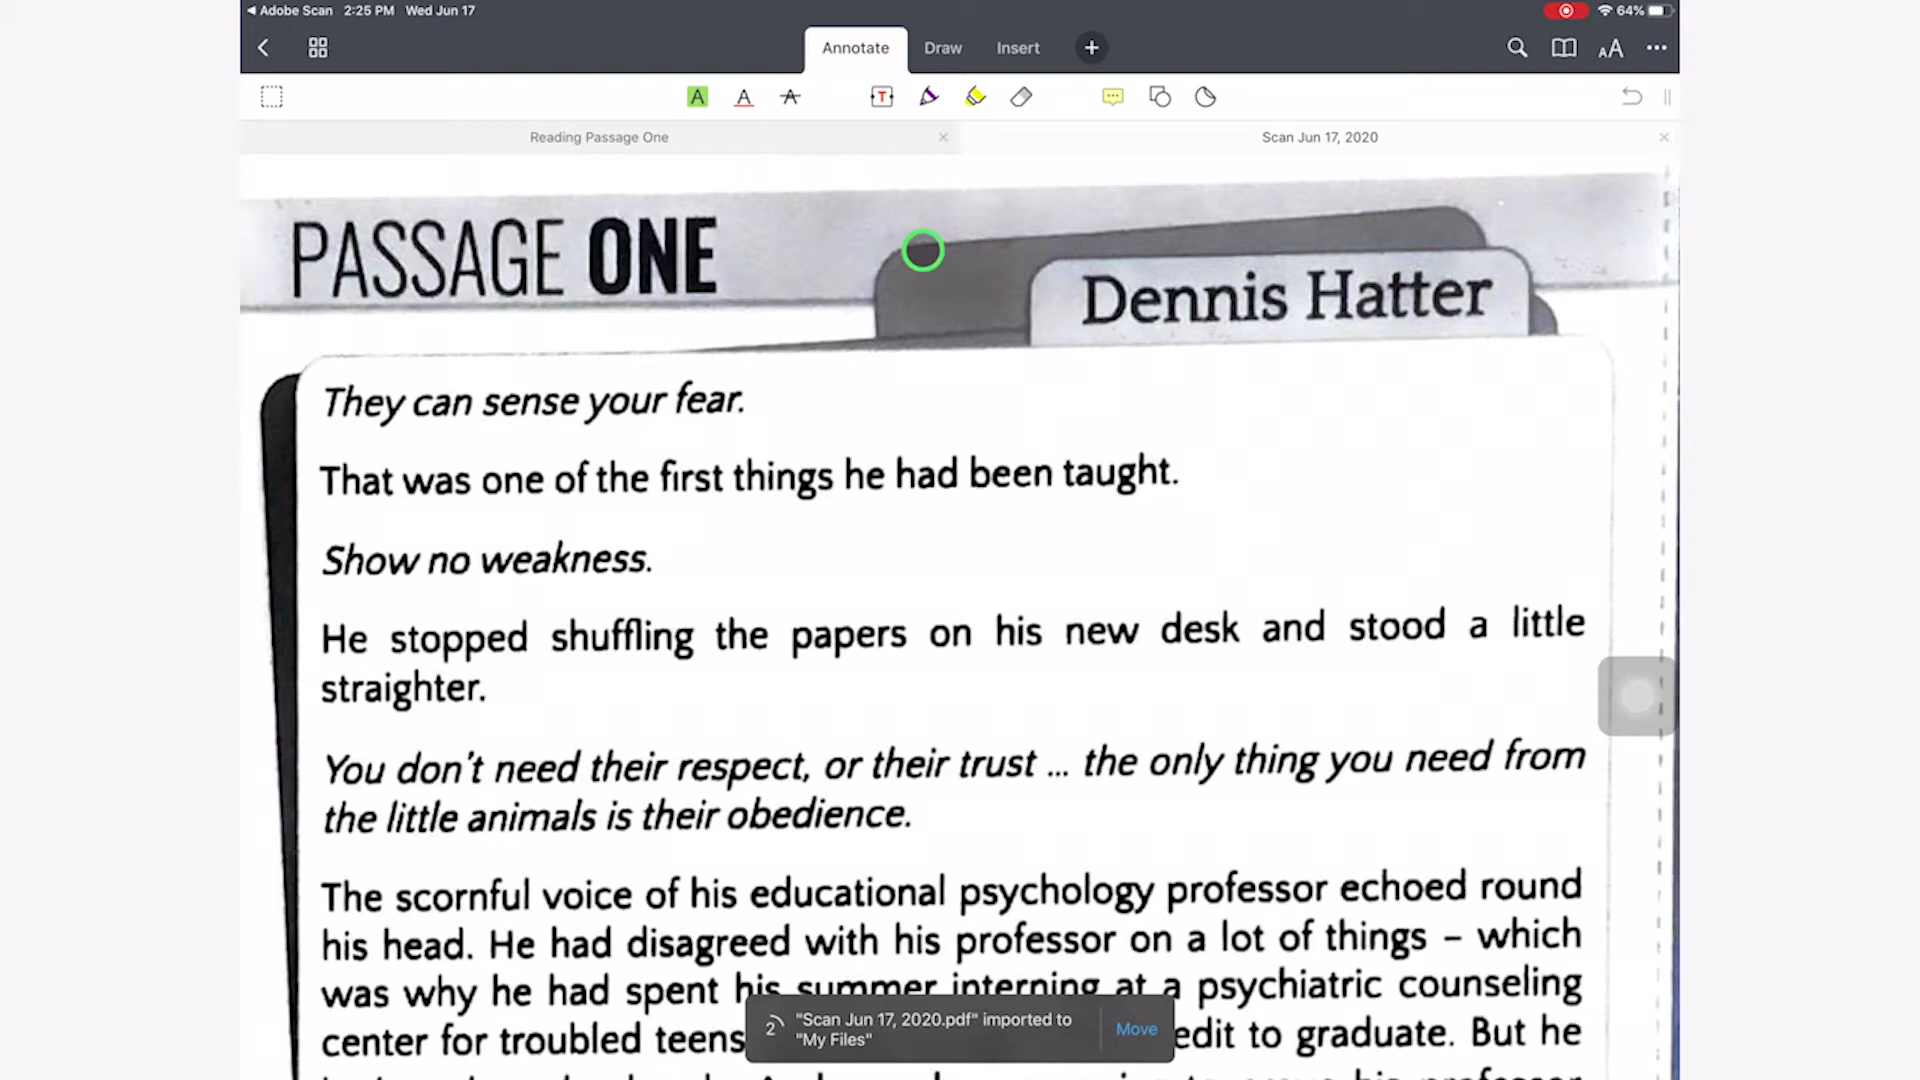 Adobe Scan 2:25 PM Wed Jun 17 64%
Annotate Draw Insert
AA
A A A T
Reading Passage One Scan Jun 17, 2020
PASSAGE ONE
Dennis Hatter
They can sense your fear.
That was one of the first things he had been taught.
Show no weakness.
He stopped shuffling the papers on his new desk and stood a little
straighter.
You don't need their respect, or their trust ... the only thing you need from
the little animals is their obedience.
The scornful voice of his educational psychology professor echoed round
his head. He had disagreed with his professor on a lot of things – which
was why he had spent his summer interning at a psychiatric counseling
center for troubled teens edit to graduate. But he
2 "Scan Jun 17, 2020.pdf" imported to
"My Files"
Move